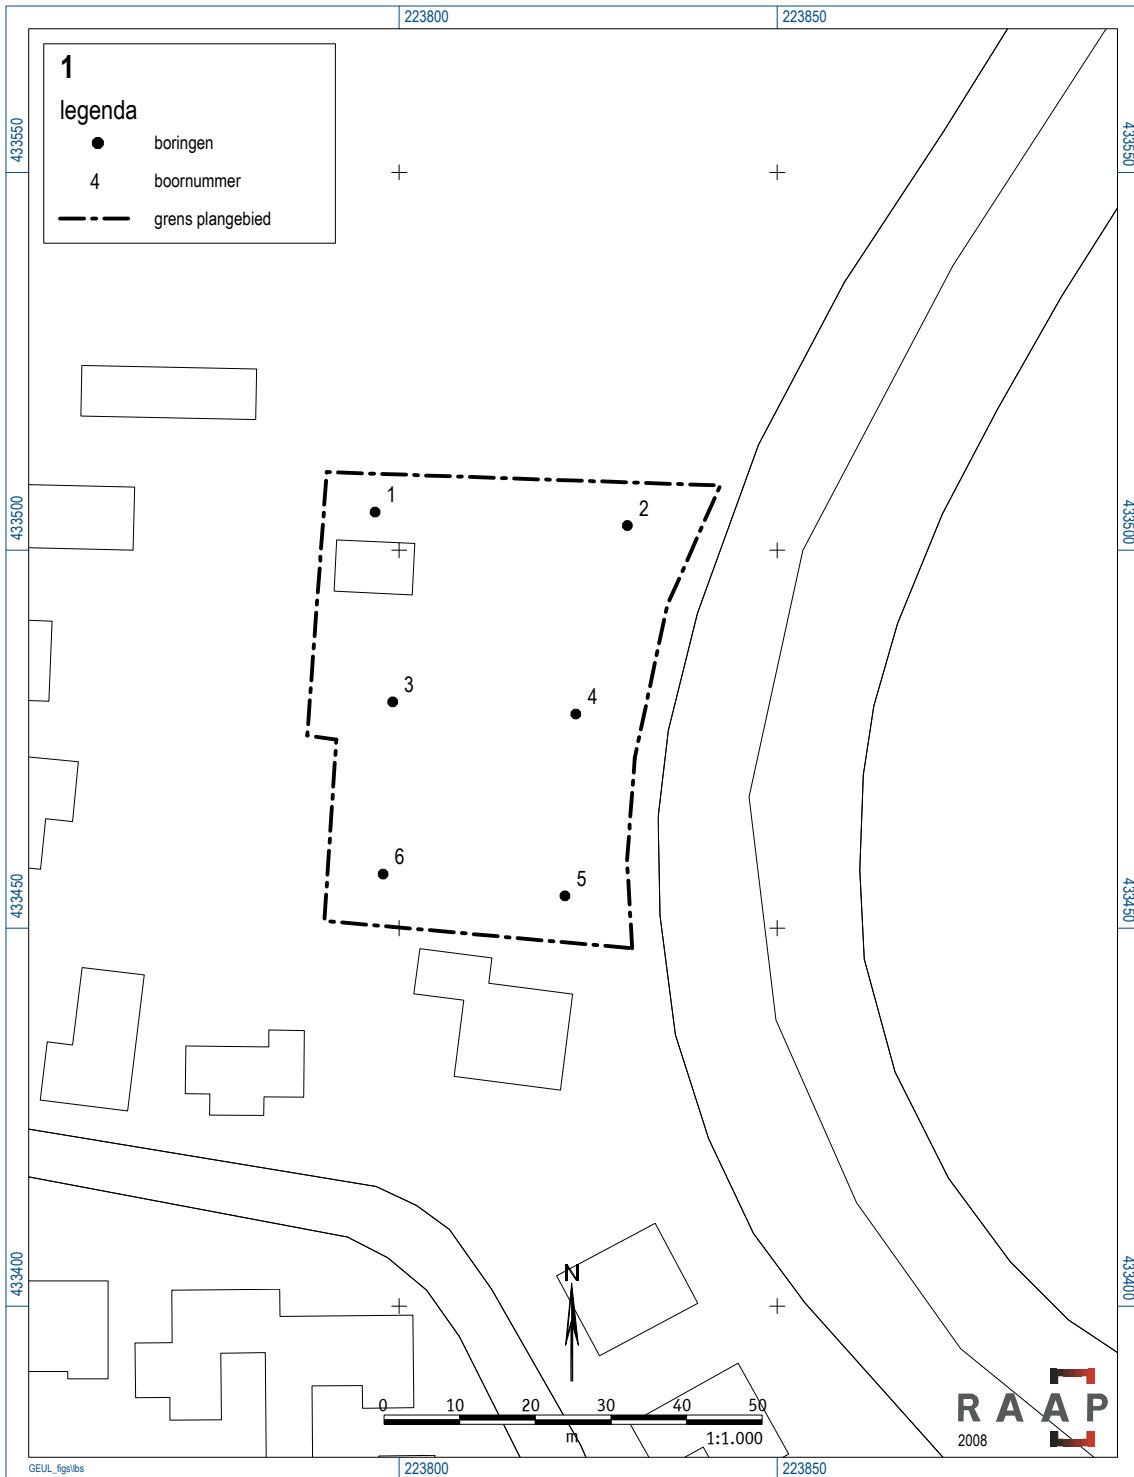 223800 223850
1
legenda
boringen
4 boornummer
grens plangebied
433550 433550
1
2
433500 433500
3
4
6
5
433450 433450
N
433400 433400
0 10 20 30 40 50
m 1:1.000
RAAP
2008
GEUL_figs\lbs
223800 223850